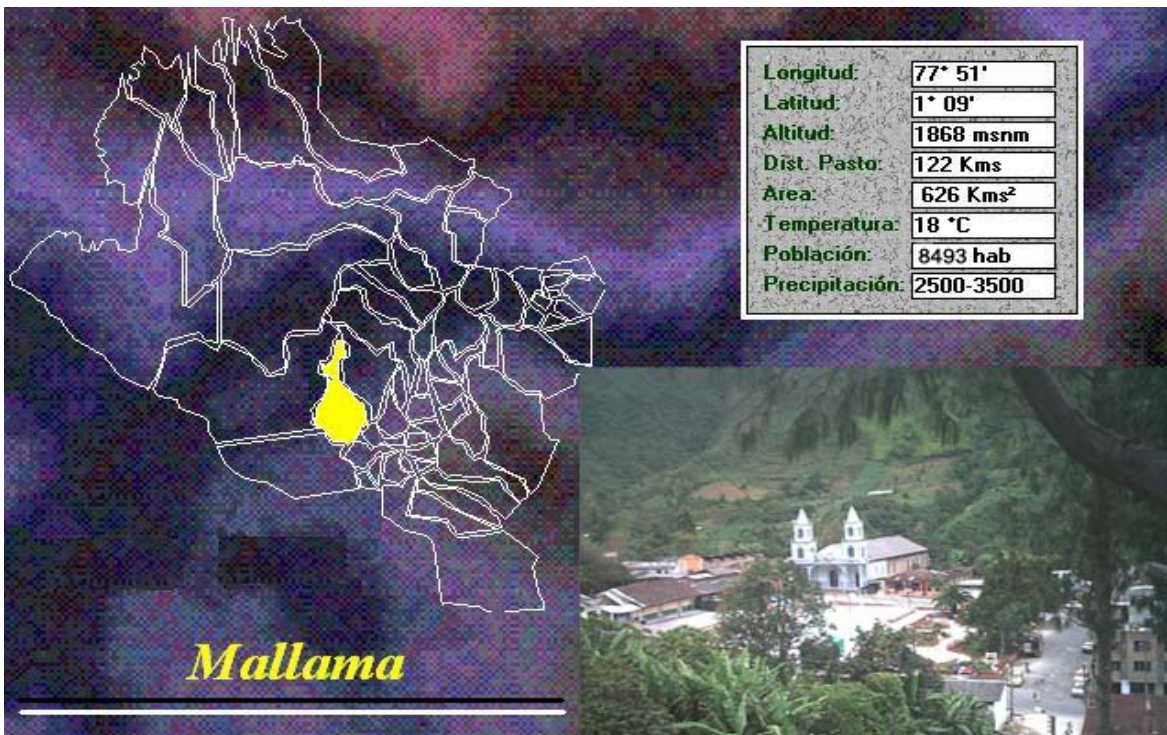 Longitud: 77° 51'
Latitud: 1° 09'
Altitud: 1868 msnm
Dist. Pasto: 122 Kms
Area: 626 Kms²
Temperatura: 18 °C
Población: 8493 hab
Precipitación: 2500-3500
Mallama